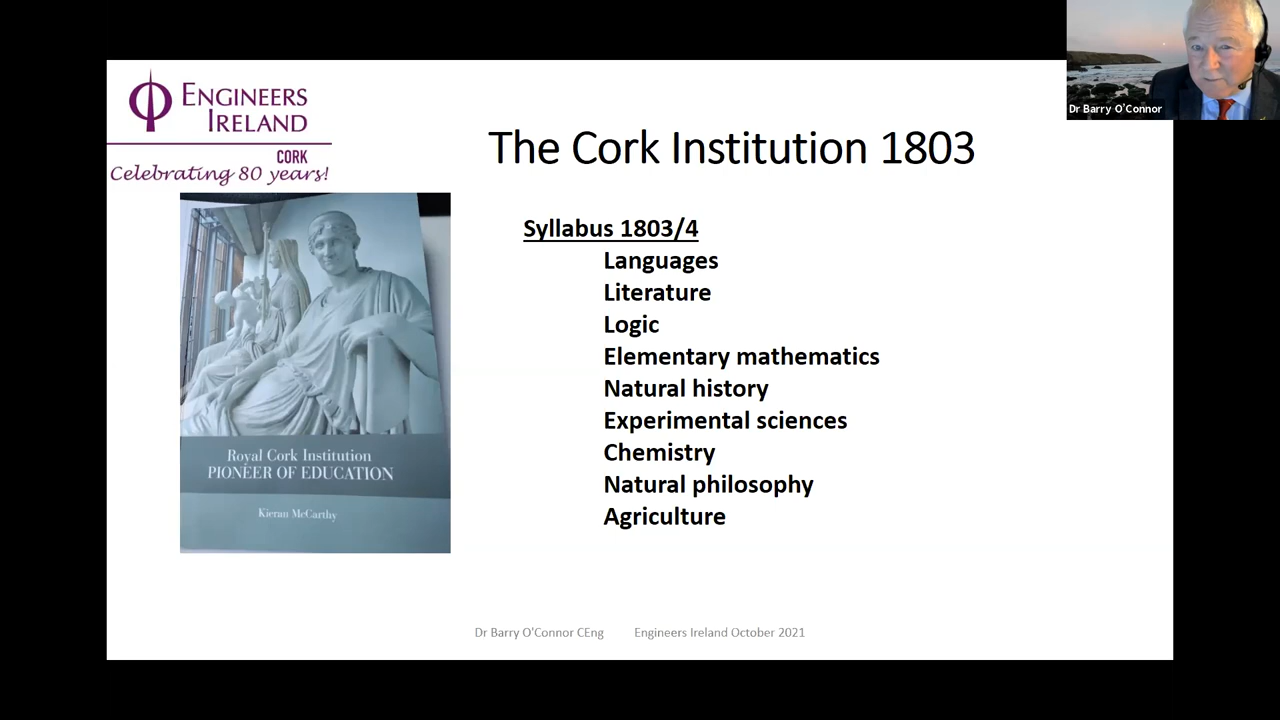 Dr Barry O'Connor
ENGINEERS
IRELAND
CORK
Celebrating 80 years!
The Cork Institution 1803
Royal Cork Institution
PIONEER OF EDUCATION
Kieran McCarthy
Syllabus 1803/4
Languages
Literature
Logic
Elementary mathematics
Natural history
Experimental sciences
Chemistry
Natural philosophy
Agriculture
Dr Barry O'Connor CEng Engineers Ireland October 2021